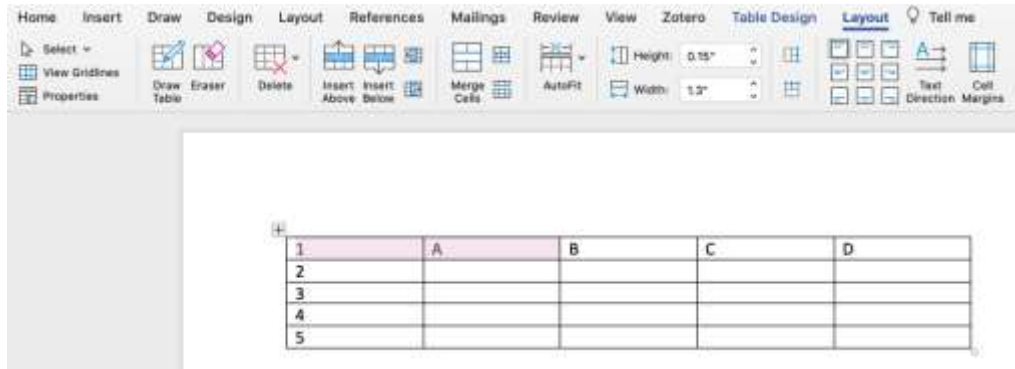 Home Insert Draw Design Layout References Mailings Review View Zotero Table Design Layout Tell me
Select
View Gridlines
Properties
Draw Table
Eraser
Delete
Insert Above
Insert Below
Merge Cells
AutoFit
Height: 0.15"
Width: 1.3"
Text Direction
Cell Margins
1 A B C D
2
3
4
5